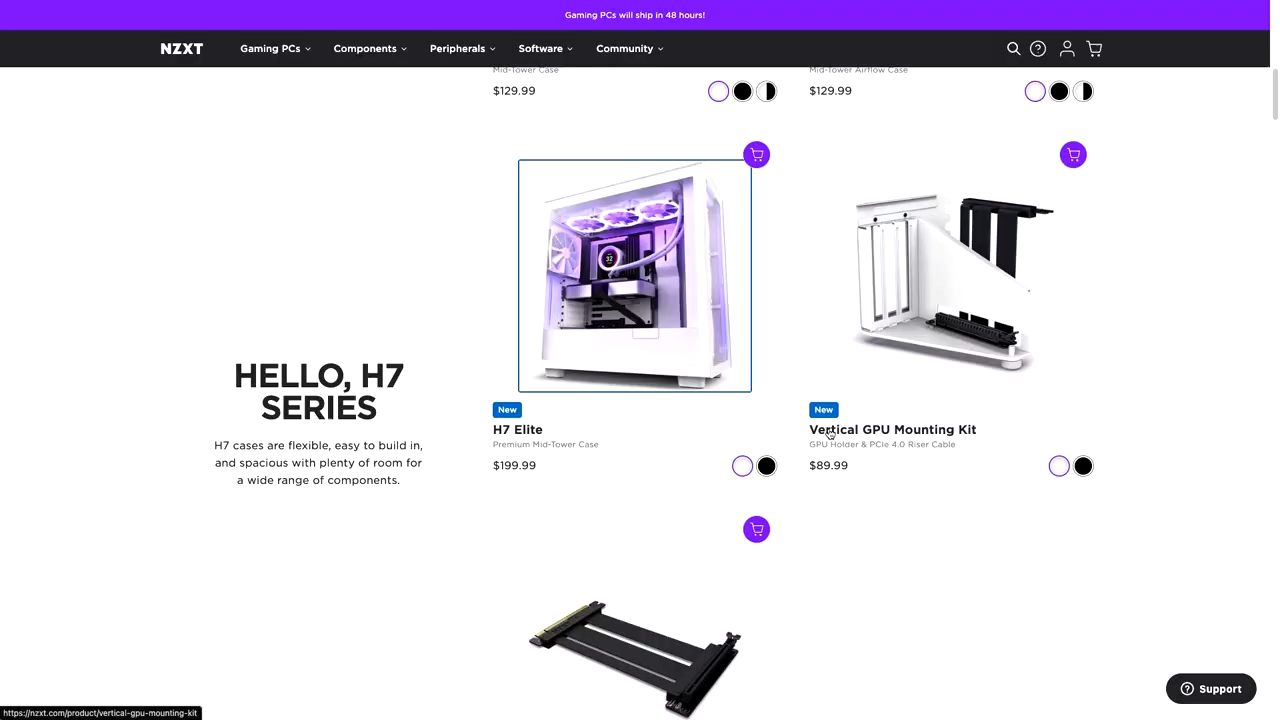 Gaming PCs will ship in 48 hours!
NZXT Gaming PCs Components Peripherals Software Community
Mid-Tower Case
Mid-Tower Airflow Case
$129.99
$129.99
32
HELLO, H7
SERIES
H7 cases are flexible, easy to build in,
and spacious with plenty of room for
a wide range of components.
New
H7 Elite
Premium Mid-Tower Case
$199.99
New
Vertical GPU Mounting Kit
GPU Holder & PCIe 4.0 Riser Cable
$89.99
Support
https://nzxt.com/product/vertical-gpu-mounting-kit